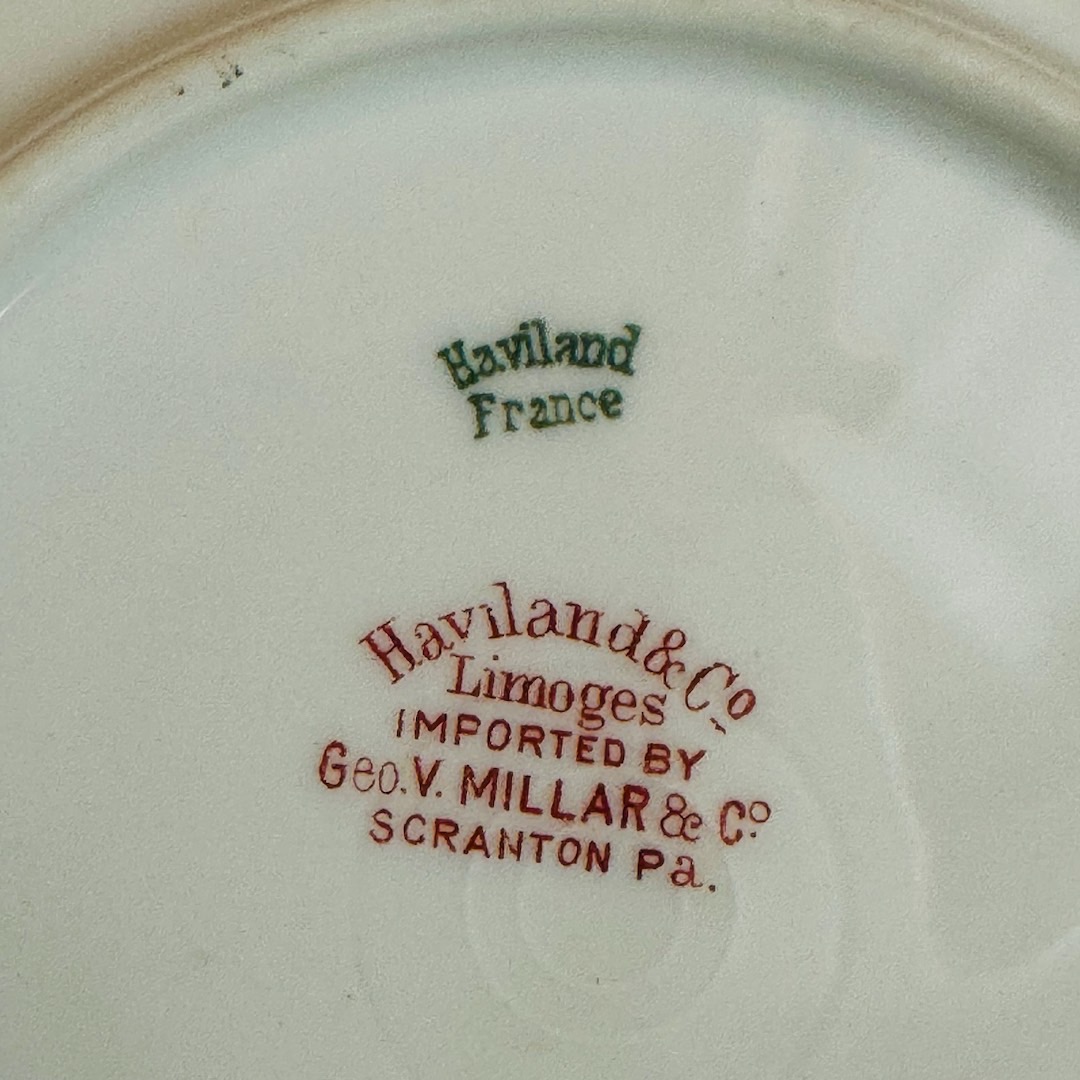 Haviland
France
Haviland & Co.
Limoges
IMPORTED BY
Geo. V. MILLAR & Co.
SCRANTON Pa.